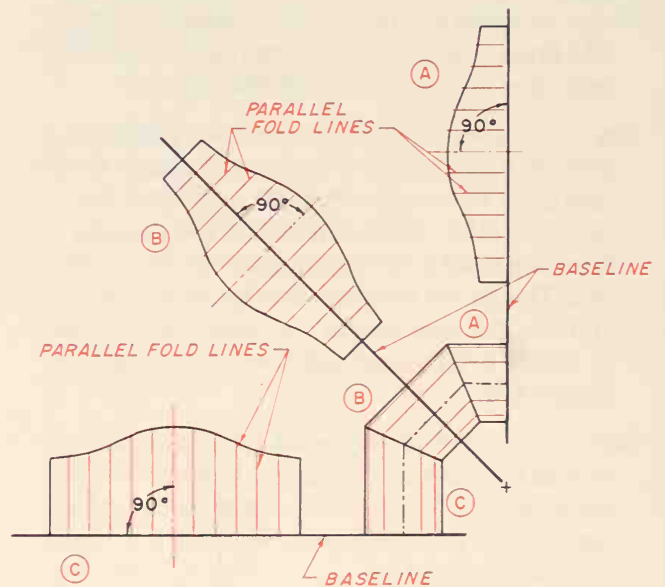 A
PARALLEL
FOLD LINES
90°
90°
B
BASELINE
A
PARALLEL FOLD LINES
B
90°
C
C
BASELINE